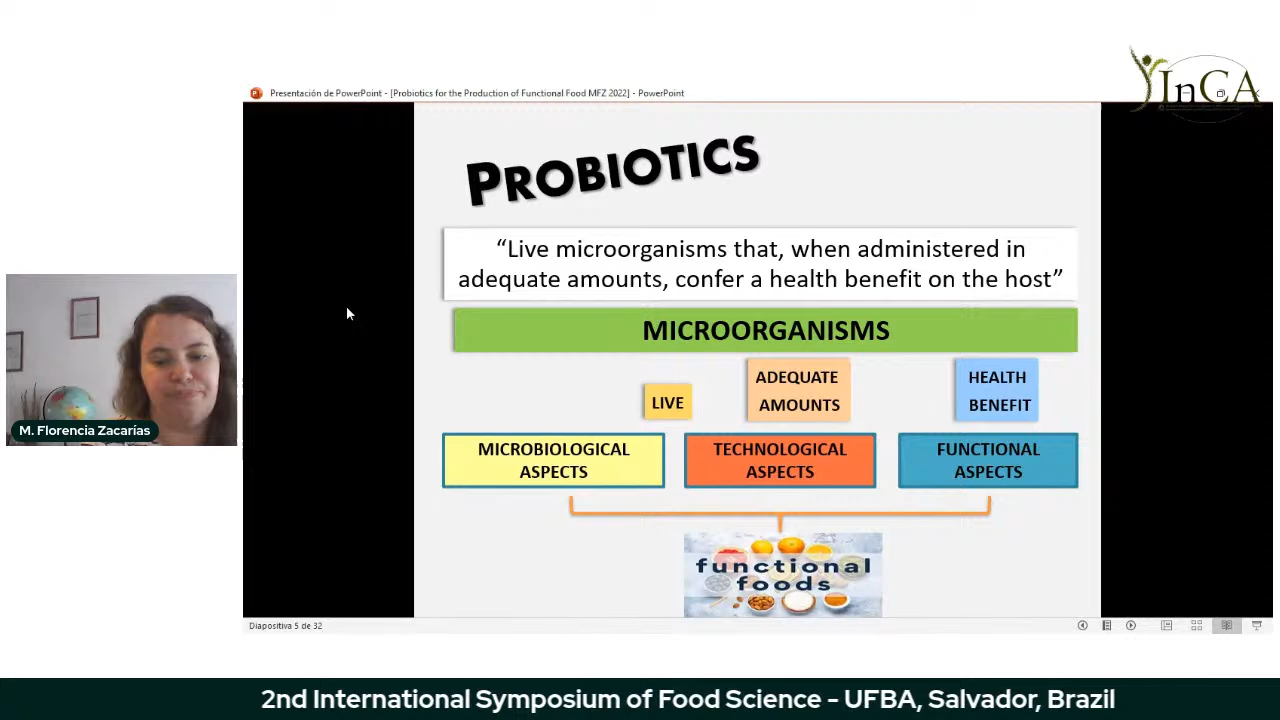 InCA
Presentación de PowerPoint - [Probiotics for the Production of Functional Food MFZ 2022] - PowerPoint
PROBIOTICS
“Live microorganisms that, when administered in
adequate amounts, confer a health benefit on the host”
MICROORGANISMS
LIVE
ADEQUATE
AMOUNTS
HEALTH
BENEFIT
MICROBIOLOGICAL
ASPECTS
TECHNOLOGICAL
ASPECTS
FUNCTIONAL
ASPECTS
functional
foods
M. Florencia Zacarías
Diapositiva 5 de 32
2nd International Symposium of Food Science - UFBA, Salvador, Brazil